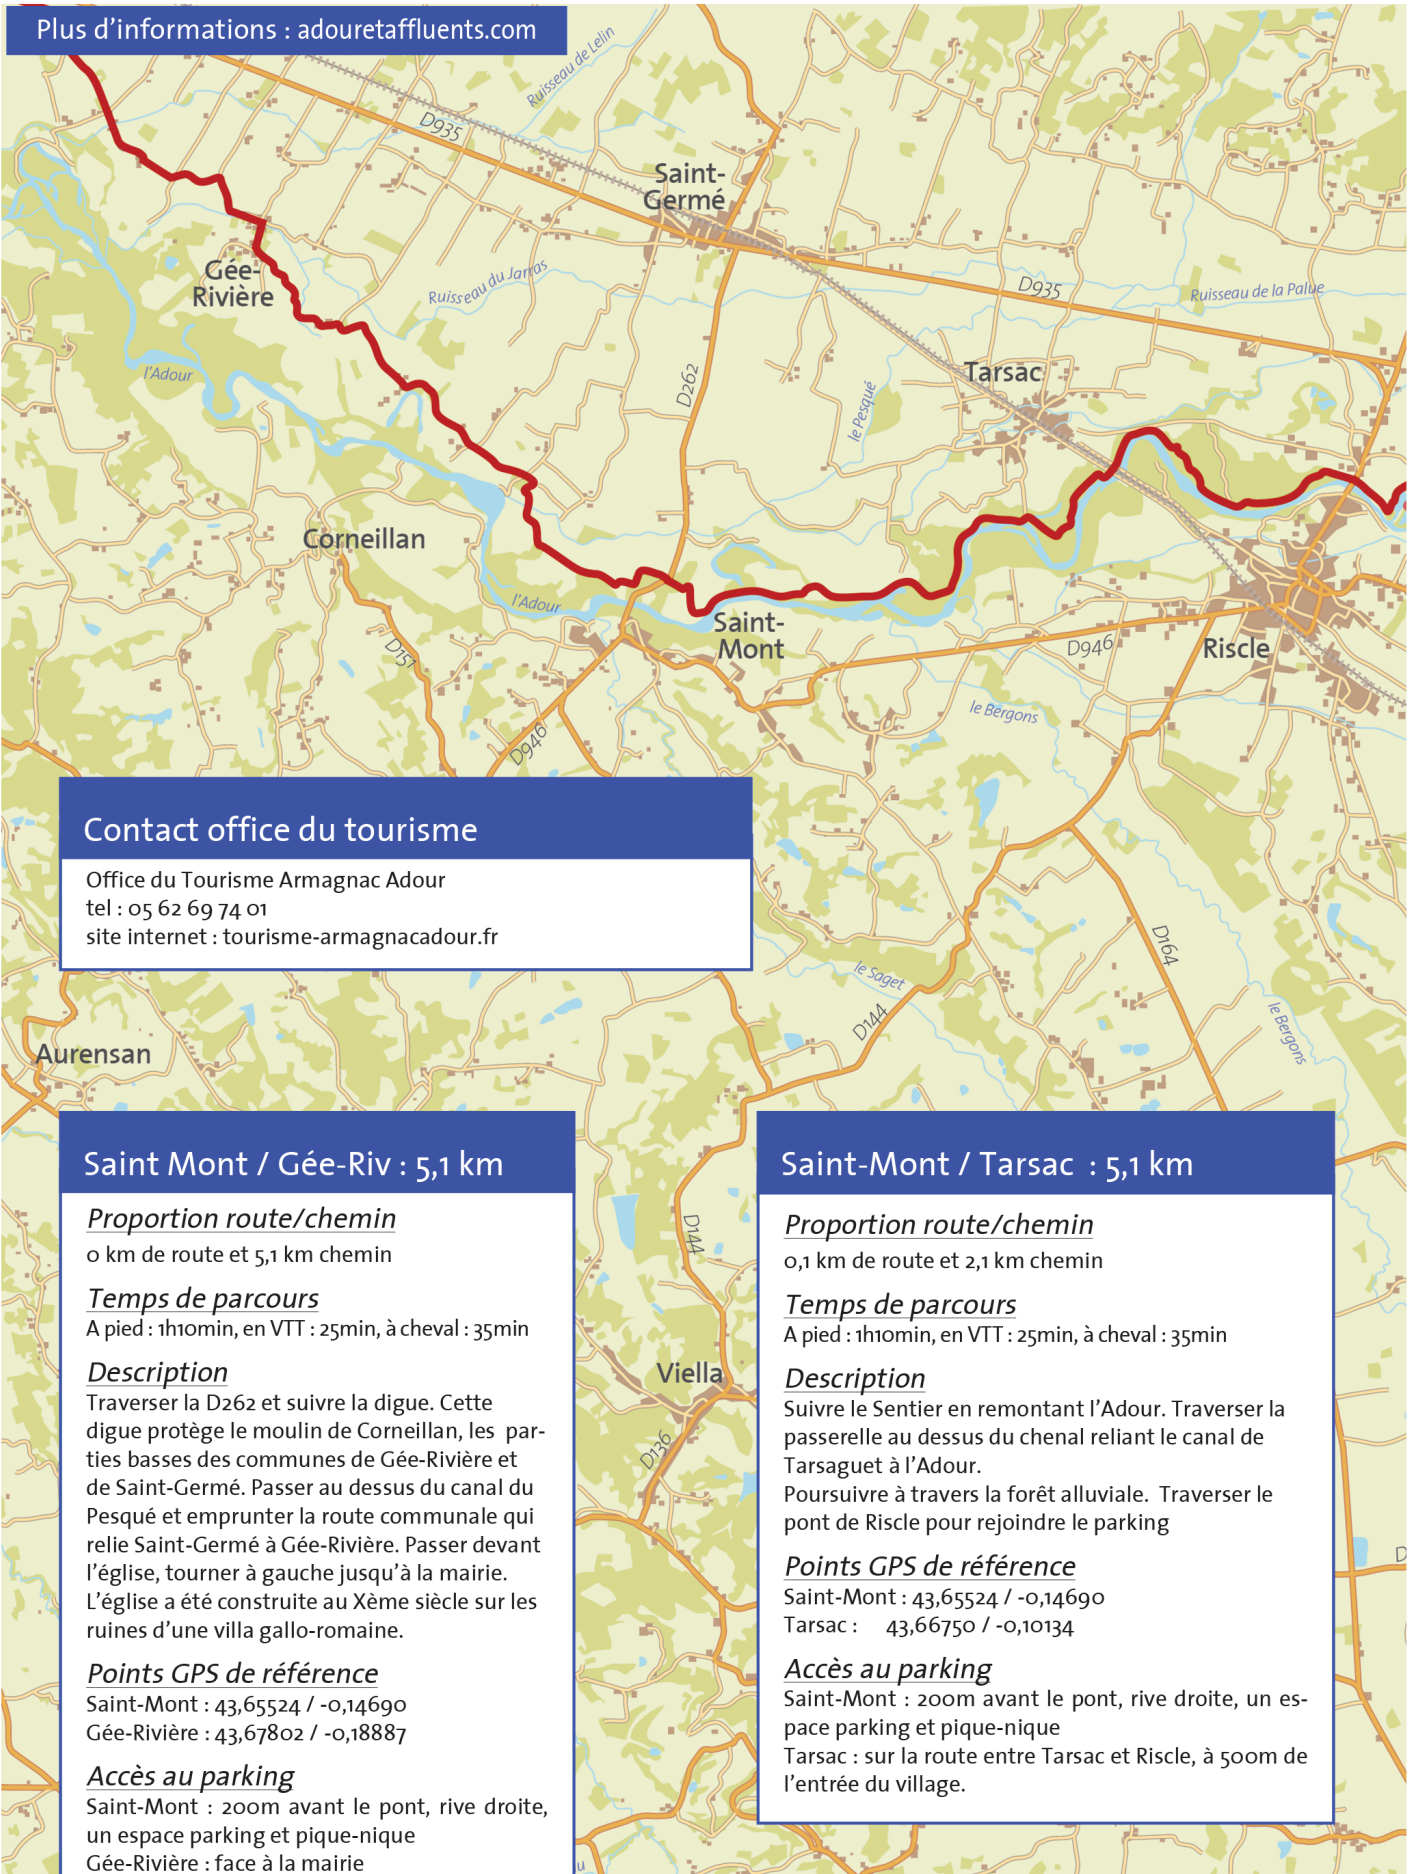 Plus d'informations : adouretaffluents.com
Ruisseau de Lelin
D935
Saint-
Germé
Gée-
Rivière
Ruisseau du Jarras
D935
Ruisseau de la Palue
l'Adour
D262
le Pesqué
Tarsac
Corneillan
l'Adour
Saint-
Mont
D151
D946
Riscle
le Bergons
D946
Contact office du tourisme
Office du Tourisme Armagnac Adour
tel : 05 62 69 74 01
site internet : tourisme-armagnacadour.fr
D164
le Saget
D144
le Bergons
Aurensan
Saint Mont / Gée-Riv : 5,1 km
Proportion route/chemin
0 km de route et 5,1 km chemin
Temps de parcours
A pied : 1h10min, en VTT : 25min, à cheval : 35min
Description
Traverser la D262 et suivre la digue. Cette
digue protège le moulin de Corneillan, les par-
ties basses des communes de Gée-Rivière et
de Saint-Germé. Passer au dessus du canal du
Pesqué et emprunter la route communale qui
relie Saint-Germé à Gée-Rivière. Passer devant
l'église, tourner à gauche jusqu'à la mairie.
L'église a été construite au Xème siècle sur les
ruines d'une villa gallo-romaine.
Points GPS de référence
Saint-Mont : 43,65524 / -0,14690
Gée-Rivière : 43,67802 / -0,18887
Accès au parking
Saint-Mont : 200m avant le pont, rive droite,
un espace parking et pique-nique
Gée-Rivière : face à la mairie
D144
Viella
D136
Saint-Mont / Tarsac : 5,1 km
Proportion route/chemin
0,1 km de route et 2,1 km chemin
Temps de parcours
A pied : 1h10min, en VTT : 25min, à cheval : 35min
Description
Suivre le Sentier en remontant l'Adour. Traverser la
passerelle au dessus du chenal reliant le canal de
Tarsaguet à l'Adour.
Poursuivre à travers la forêt alluviale. Traverser le
pont de Riscle pour rejoindre le parking
Points GPS de référence
Saint-Mont : 43,65524 / -0,14690
Tarsac : 43,66750 / -0,10134
Accès au parking
Saint-Mont : 200m avant le pont, rive droite, un es-
pace parking et pique-nique
Tarsac : sur la route entre Tarsac et Riscle, à 500m de
l'entrée du village.